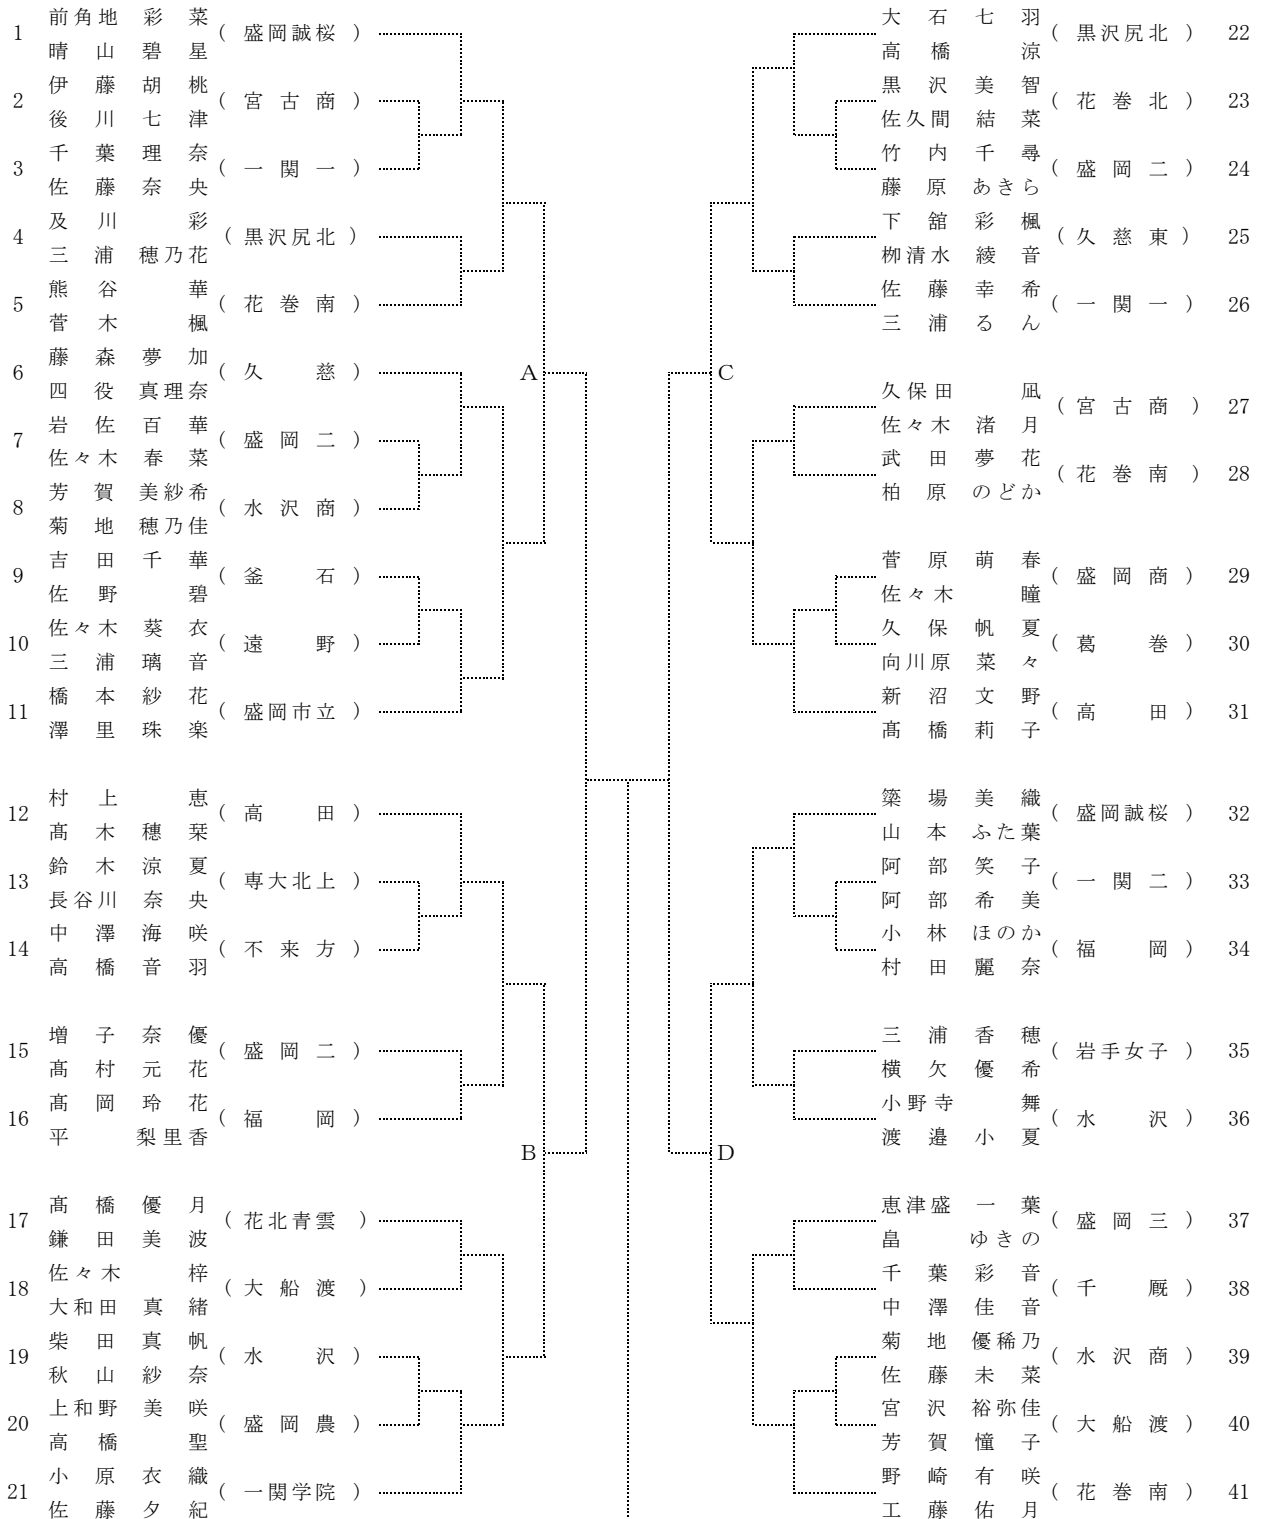 1 前角地 彩 菜 ( 盛岡誠桜 )
晴 山 碧 星
2 伊 藤 胡 桃 ( 宮 古 商 )
後 川 七 津
3 千 葉 理 奈 ( 一 関 一 )
佐 藤 奈 央
4 及 川 彩 ( 黒沢尻北 )
三 浦 穂乃花
5 熊 谷 華 ( 花 巻 南 )
菅 木 楓
6 藤 森 夢 加 ( 久 慈 )
四 役 真理奈
7 岩 佐 百 華 ( 盛 岡 二 )
佐々木 春 菜
8 芳 賀 美紗希 ( 水 沢 商 )
菊 地 穂乃佳
9 吉 田 千 華 ( 釜 石 )
佐 野 碧
10 佐々木 葵 衣 ( 遠 野 )
三 浦 璃 音
11 橋 本 紗 花 ( 盛岡市立 )
澤 里 珠 楽
12 村 上 恵 ( 高 田 )
髙 木 穂 栞
13 鈴 木 涼 夏 ( 専大北上 )
長谷川 奈 央
14 中 澤 海 咲 ( 不 来 方 )
高 橋 音 羽
15 増 子 奈 優 ( 盛 岡 二 )
髙 村 元 花
16 髙 岡 玲 花 ( 福 岡 )
平 梨里香
17 髙 橋 優 月 ( 花北青雲 )
鎌 田 美 波
18 佐々木 梓 ( 大 船 渡 )
大和田 真 緒
19 柴 田 真 帆 ( 水 沢 )
秋 山 紗 奈
20 上和野 美 咲 ( 盛 岡 農 )
高 橋 聖
21 小 原 衣 織 ( 一関学院 )
佐 藤 夕 紀
A
B
C
D
大 石 七 羽 ( 黒沢尻北 ) 22
高 橋 涼
黒 沢 美 智 ( 花 巻 北 ) 23
佐久間 結 菜
竹 内 千 尋 ( 盛 岡 二 ) 24
藤 原 あきら
下 舘 彩 楓 ( 久 慈 東 ) 25
栁清水 綾 音
佐 藤 幸 希 ( 一 関 一 ) 26
三 浦 る ん
久保田 凪 ( 宮 古 商 ) 27
佐々木 渚 月
武 田 夢 花 ( 花 巻 南 ) 28
柏 原 のどか
菅 原 萌 春 ( 盛 岡 商 ) 29
佐々木 瞳
久 保 帆 夏 ( 葛 巻 ) 30
向川原 菜 々
新 沼 文 野 ( 高 田 ) 31
髙 橋 莉 子
簗 場 美 織 ( 盛岡誠桜 ) 32
山 本 ふた葉
阿 部 笑 子 ( 一 関 二 ) 33
阿 部 希 美
小 林 ほのか ( 福 岡 ) 34
村 田 麗 奈
三 浦 香 穂 ( 岩手女子 ) 35
横 欠 優 希
小野寺 舞 ( 水 沢 ) 36
渡 邉 小 夏
恵津盛 一 葉 ( 盛 岡 三 ) 37
畠 ゆきの
千 葉 彩 音 ( 千 厩 ) 38
中 澤 佳 音
菊 地 優稀乃 ( 水 沢 商 ) 39
佐 藤 未 菜
宮 沢 裕弥佳 ( 大 船 渡 ) 40
芳 賀 憧 子
野 崎 有 咲 ( 花 巻 南 ) 41
工 藤 佑 月